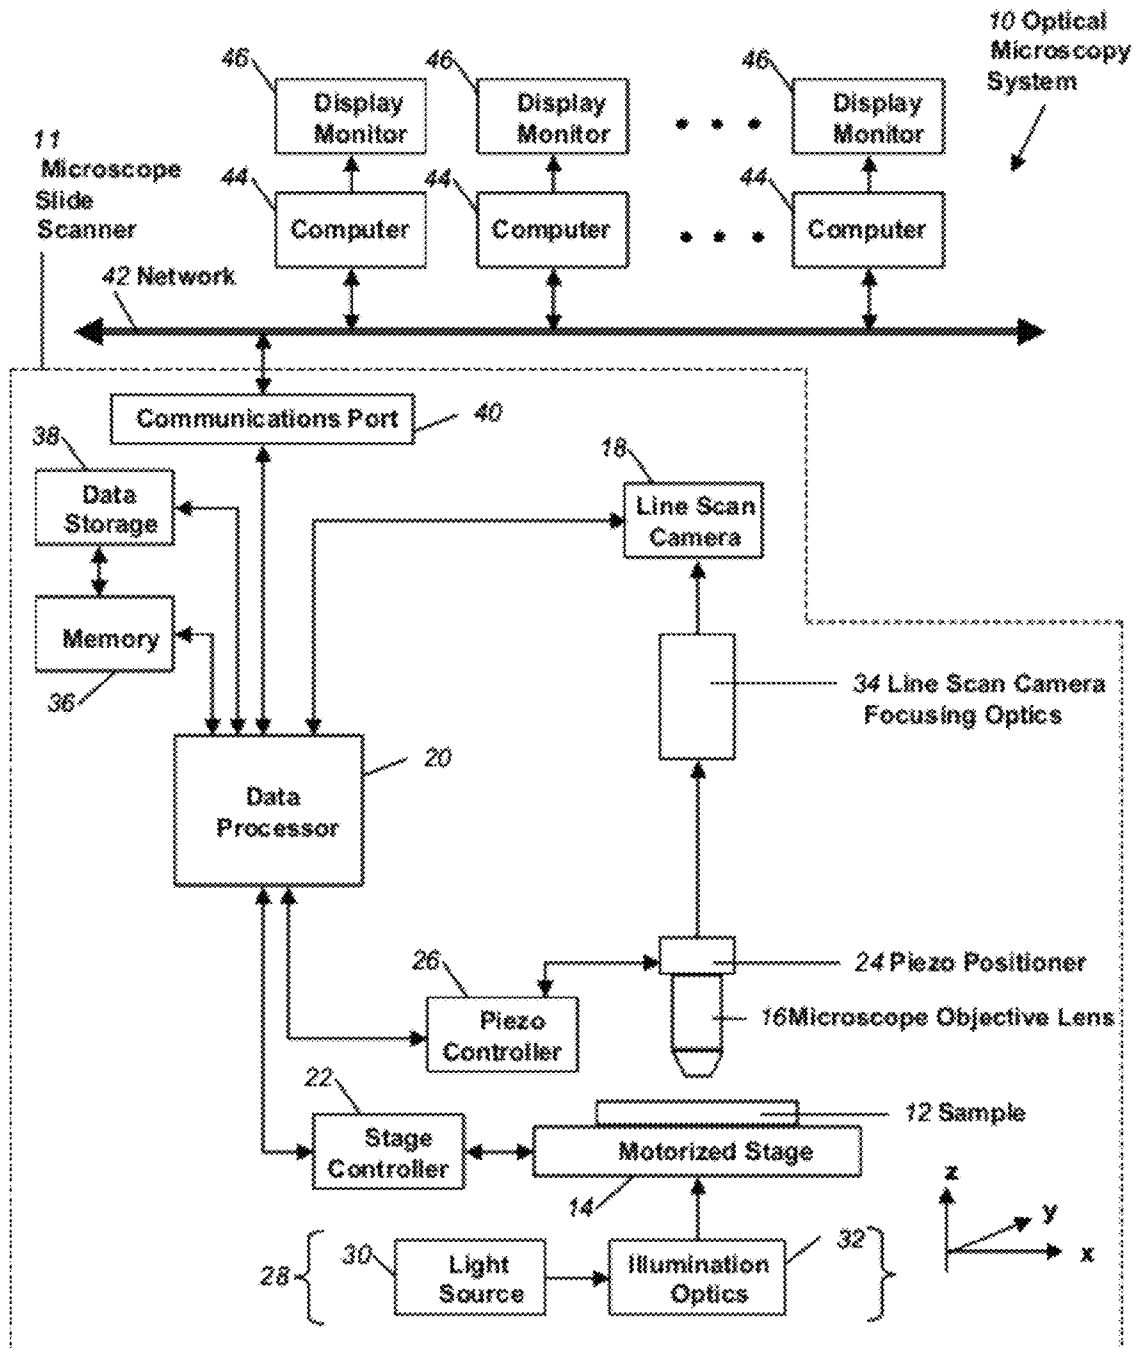 10 Optical
Microscopy
System
46
Display
Monitor
46
Display
Monitor
46
Display
Monitor
11
Microscope
Slide
Scanner
44
Computer
44
Computer
44
Computer
42 Network
Communications Port
40
38
Data
Storage
18
Line Scan
Camera
Memory
36
34 Line Scan Camera
Focusing Optics
20
Data
Processor
24 Piezo Positioner
26
Piezo
Controller
16 Microscope Objective Lens
22
Stage
Controller
12 Sample
Motorized Stage
14
z
y
x
28
30
Light
Source
Illumination
Optics
32